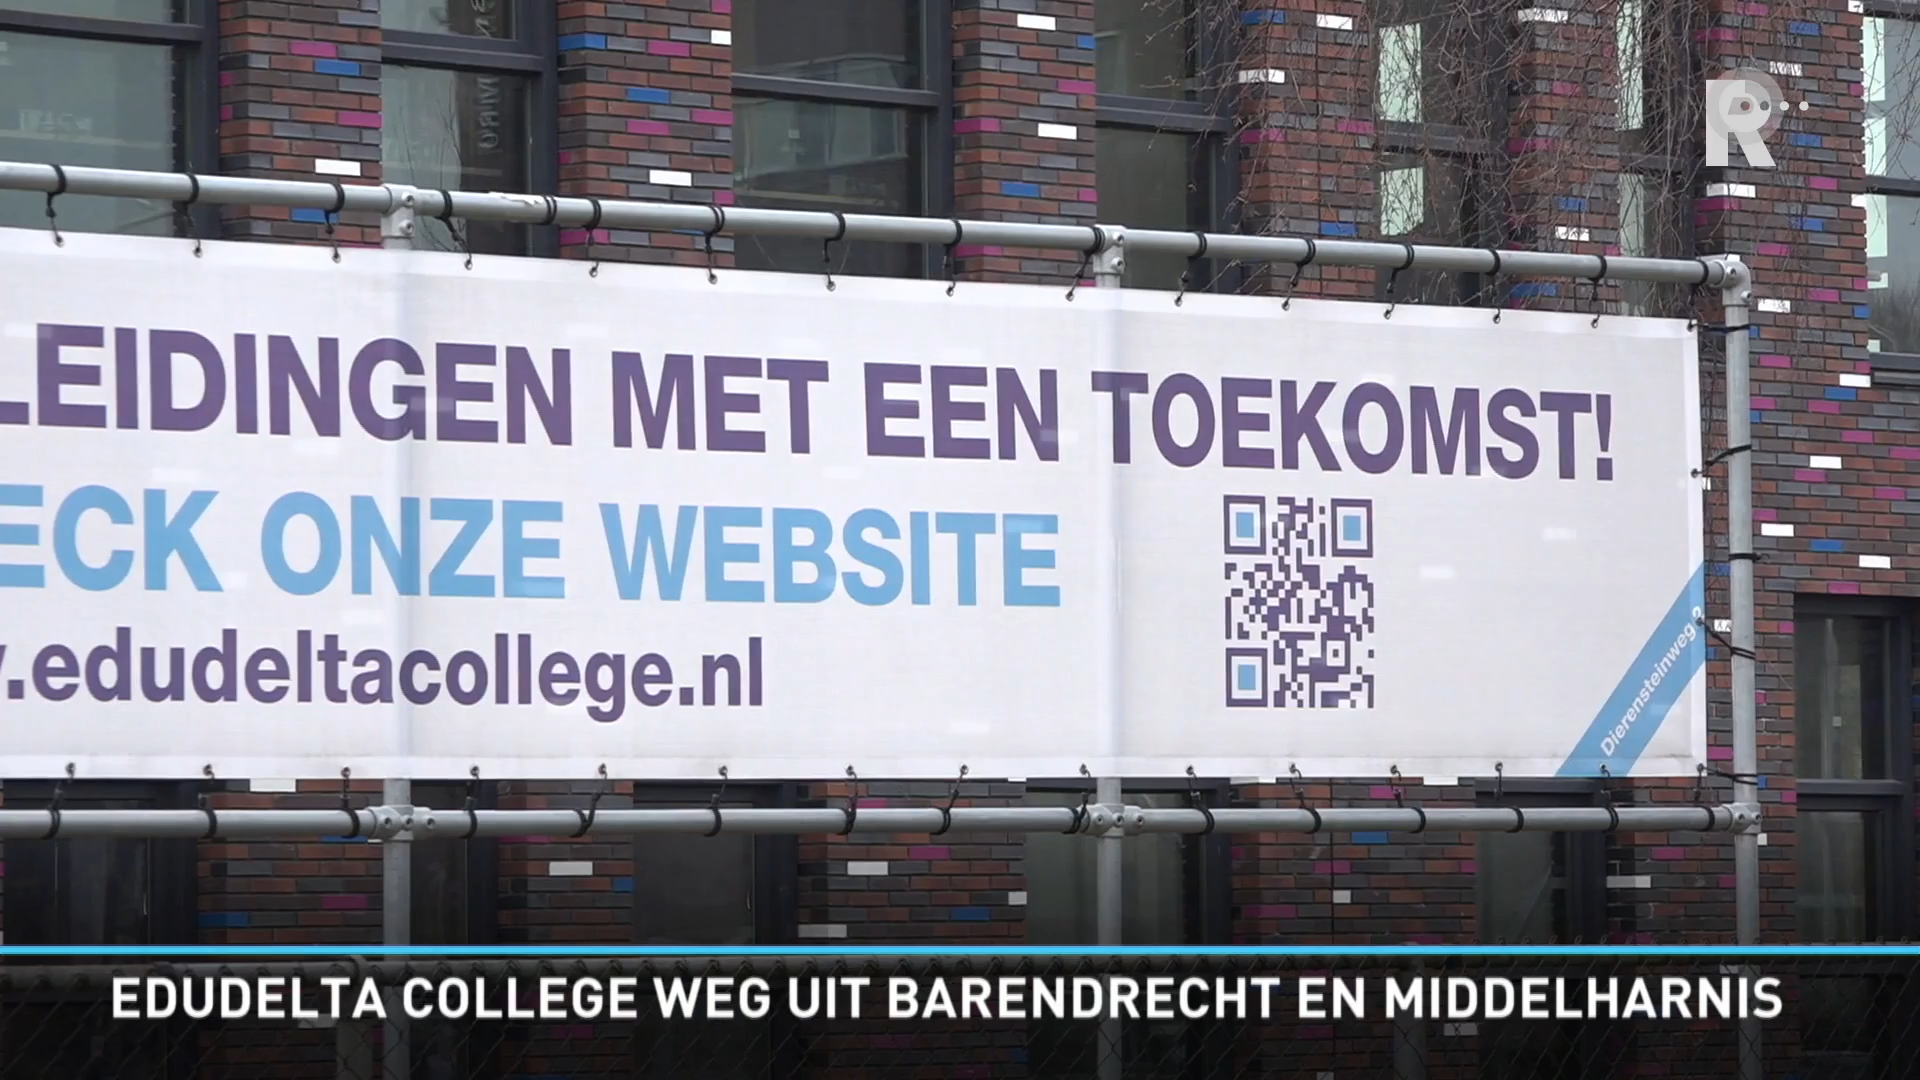 LEIDINGEN MET EEN TOEKOMST!
ECK ONZE WEBSITE
.edudeltacollege.nl
Dierensteinweg
R
EDUDELTA COLLEGE WEG UIT BARENDRECHT EN MIDDELHARNIS